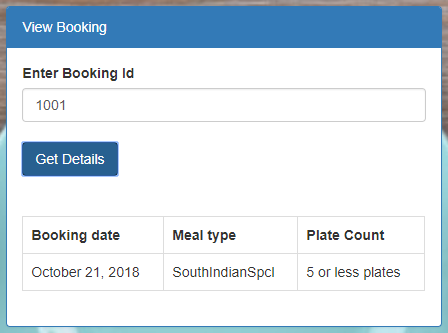 View Booking
Enter Booking Id
1001
Get Details
Booking date Meal type Plate Count
October 21, 2018 SouthIndianSpcl 5 or less plates